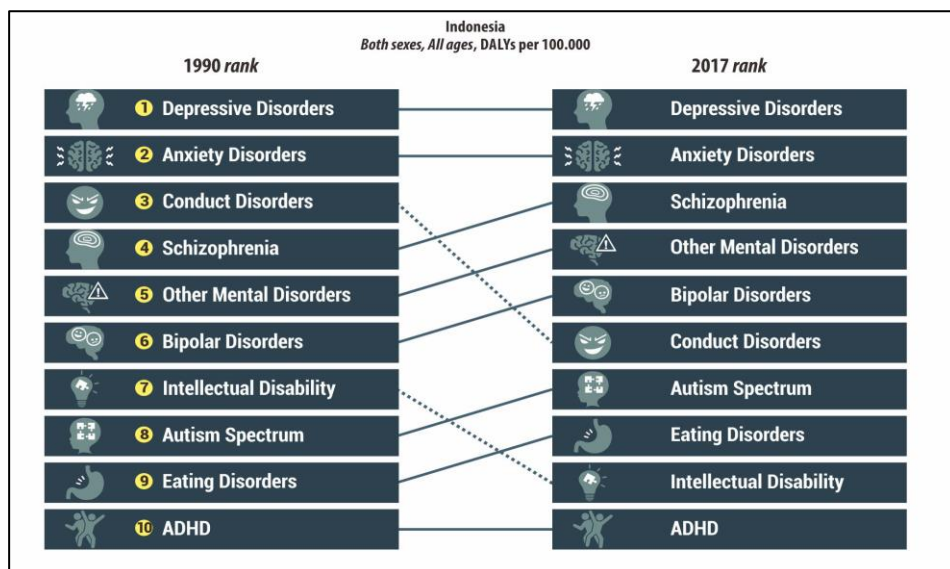 Indonesia
Both sexes, All ages, DALYs per 100.000
1990 rank
2017 rank
1 Depressive Disorders
Depressive Disorders
2 Anxiety Disorders
Anxiety Disorders
3 Conduct Disorders
Schizophrenia
4 Schizophrenia
Other Mental Disorders
5 Other Mental Disorders
Bipolar Disorders
6 Bipolar Disorders
Conduct Disorders
7 Intellectual Disability
Autism Spectrum
8 Autism Spectrum
Eating Disorders
9 Eating Disorders
Intellectual Disability
10 ADHD
ADHD